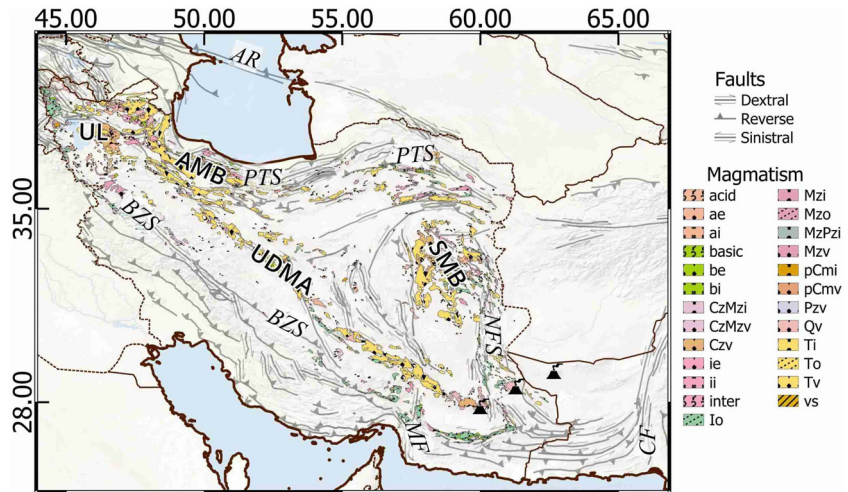 45.00 50.00 55.00 60.00 65.00
35.00
28.00
AR
UL
AMB
PTS
PTS
BZS
UDMA
SMB
BZS
NFS
MF
CF
Faults
Dextral
Reverse
Sinistral
Magmatism
acid
ae
ai
basic
be
bi
CzMzi
CzMzv
Czv
ie
ii
inter
Io
Mzi
Mzo
MzPzi
Mzv
pCmi
pCmv
Pzv
Qv
Ti
To
Tv
vs